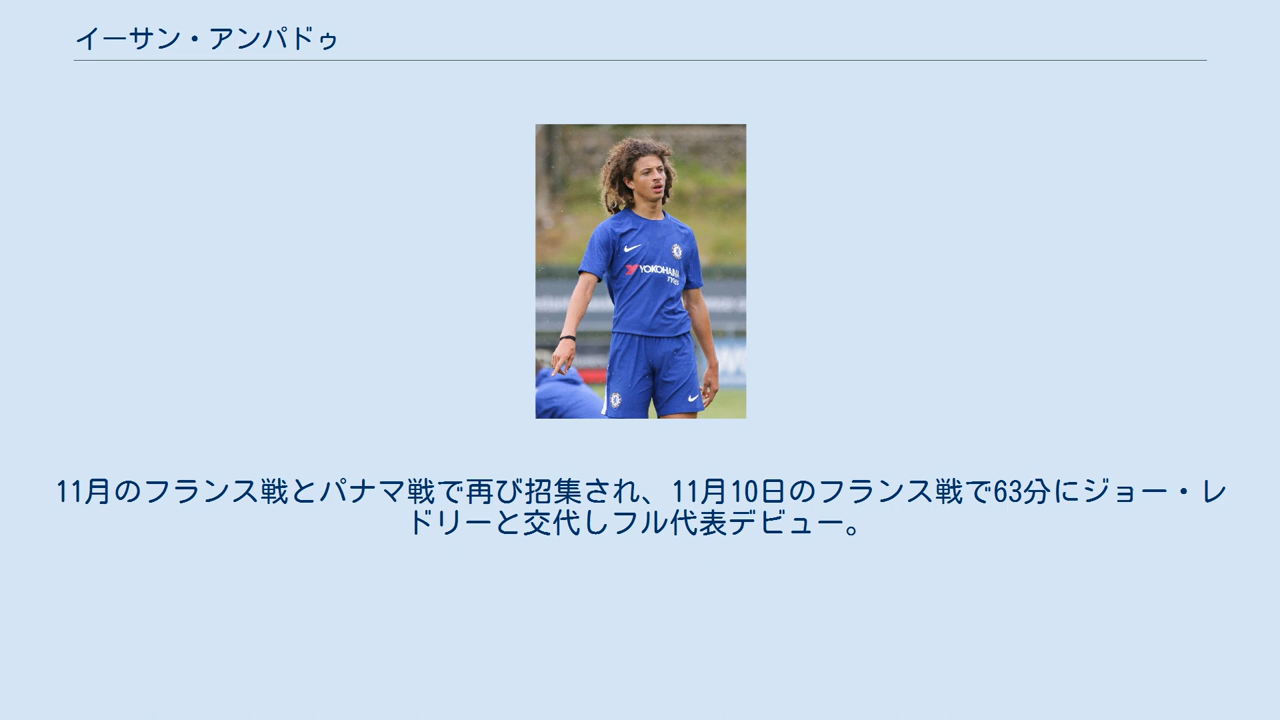 イーサン・アンパドゥ
YOKOHAMA
TYRES
11月のフランス戦とパナマ戦で再び招集され、11月10日のフランス戦で63分にジョー・レ
ドリーと交代しフル代表デビュー。